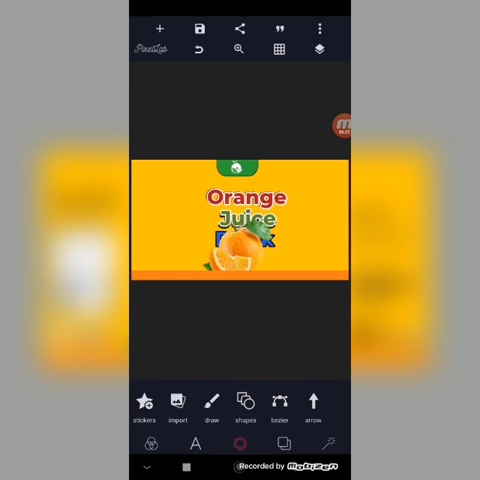 PixelLab
Orange
Juice
stickers
import
draw
shapes
bezier
arrow
Recorded by Mobizen